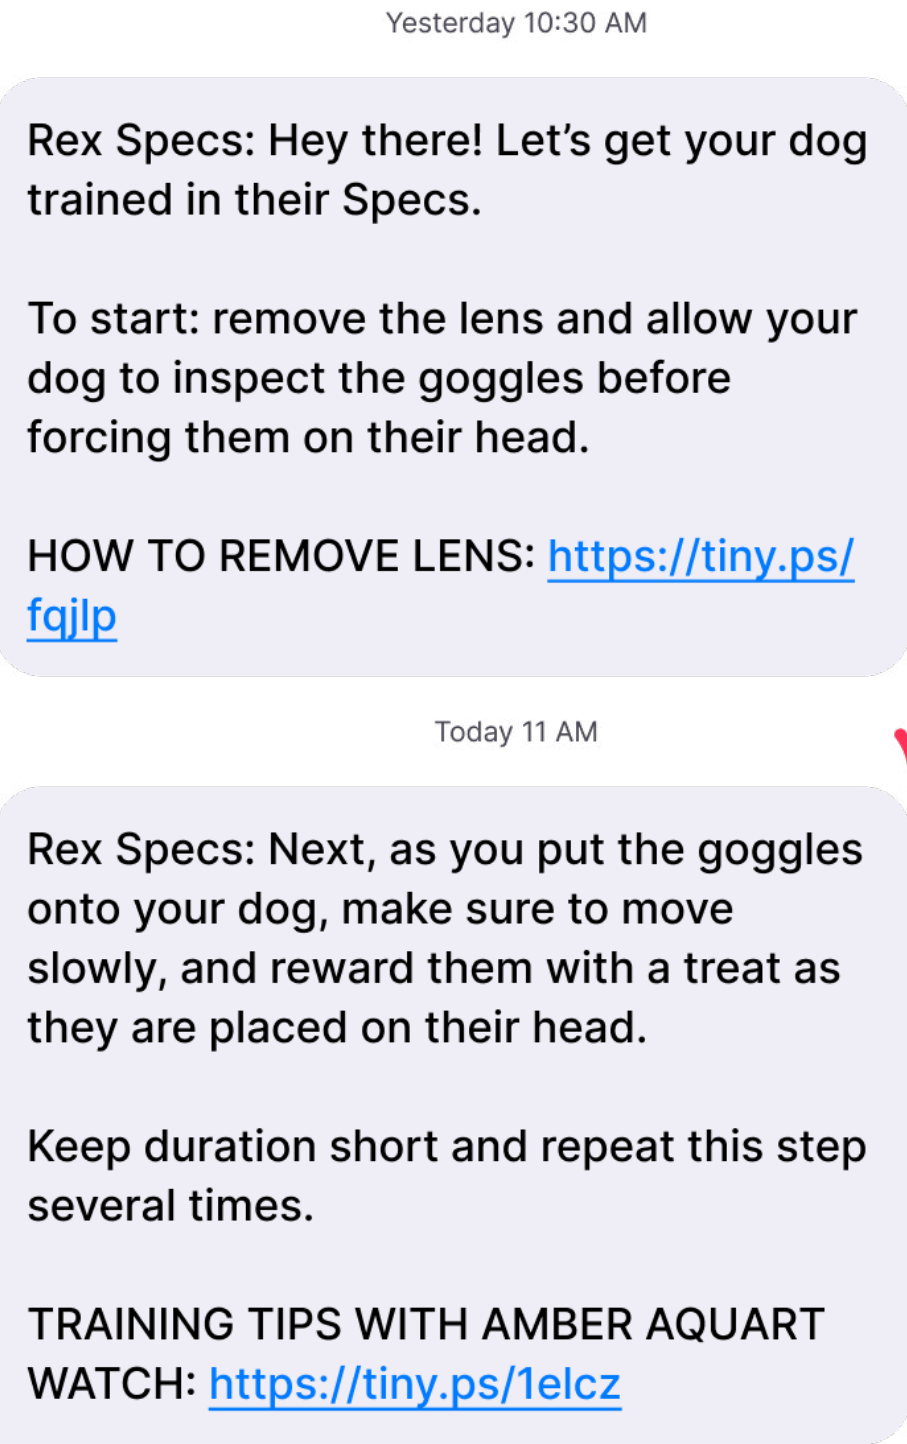 Yesterday 10:30 AM
Rex Specs: Hey there! Let’s get your dog
trained in their Specs.
To start: remove the lens and allow your
dog to inspect the goggles before
forcing them on their head.
HOW TO REMOVE LENS: https://tiny.ps/
fqjlp
Today 11 AM
Rex Specs: Next, as you put the goggles
onto your dog, make sure to move
slowly, and reward them with a treat as
they are placed on their head.
Keep duration short and repeat this step
several times.
TRAINING TIPS WITH AMBER AQUART
WATCH: https://tiny.ps/1elcz